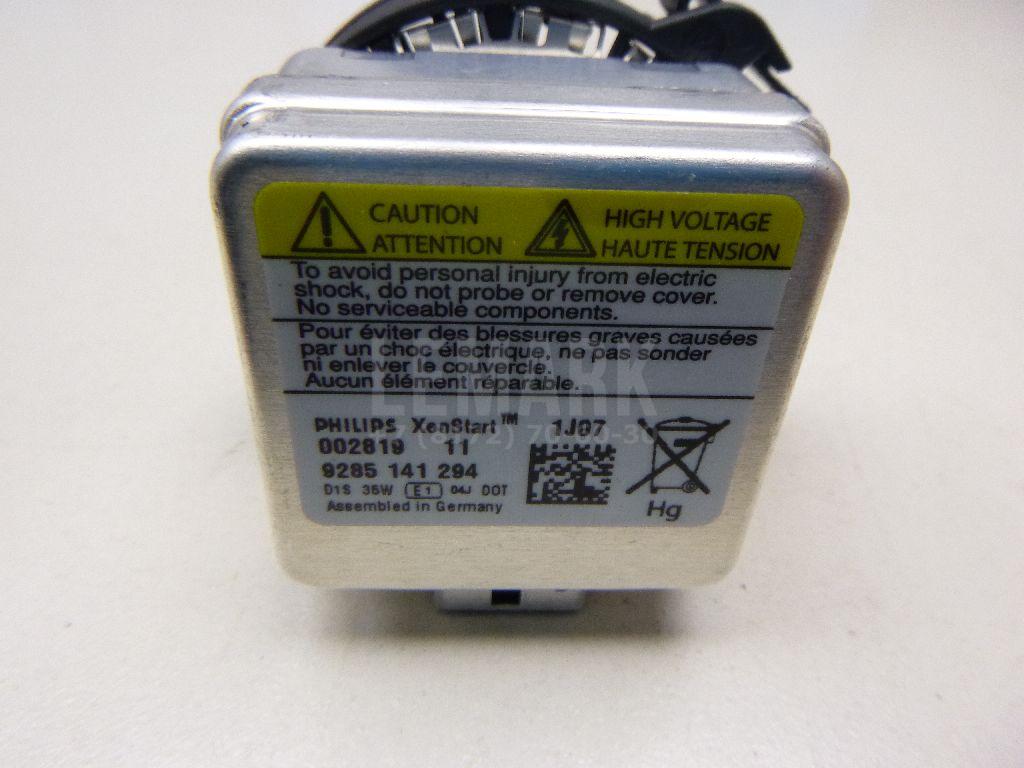 CAUTION
ATTENTION
HIGH VOLTAGE
HAUTE TENSION
To avoid personal injury from electric
shock, do not probe or remove cover.
No serviceable components.
Pour éviter des blessures graves causées
par un choc électrique, ne pas sonder
ni enlever le couvercle.
Aucun élément réparable.
LEMARK
PHILIPS XenStart™ 1J07
002819 11
9285 141 294
D1S 35W E1 04J DOT
Assembled in Germany
Hg